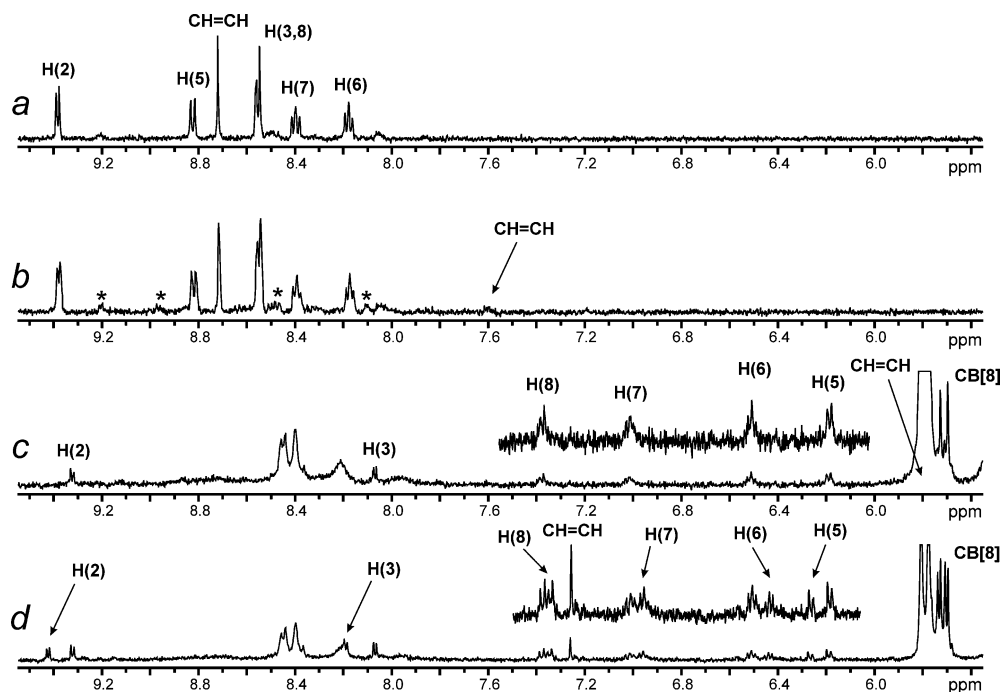 CH=CH
H(2) H(5) H(3,8) H(7) H(6)
a
9.2 8.8 8.4 8.0 7.6 7.2 6.8 6.4 6.0 ppm
CH=CH
b * * * *
9.2 8.8 8.4 8.0 7.6 7.2 6.8 6.4 6.0 ppm
CH=CH
H(8) H(7) H(6) H(5) CB[8]
c H(2) H(3)
9.2 8.8 8.4 8.0 7.6 7.2 6.8 6.4 6.0 ppm
H(8) CH=CH H(7) H(6) H(5) CB[8]
H(2) H(3)
d
9.2 8.8 8.4 8.0 7.6 7.2 6.8 6.4 6.0 ppm